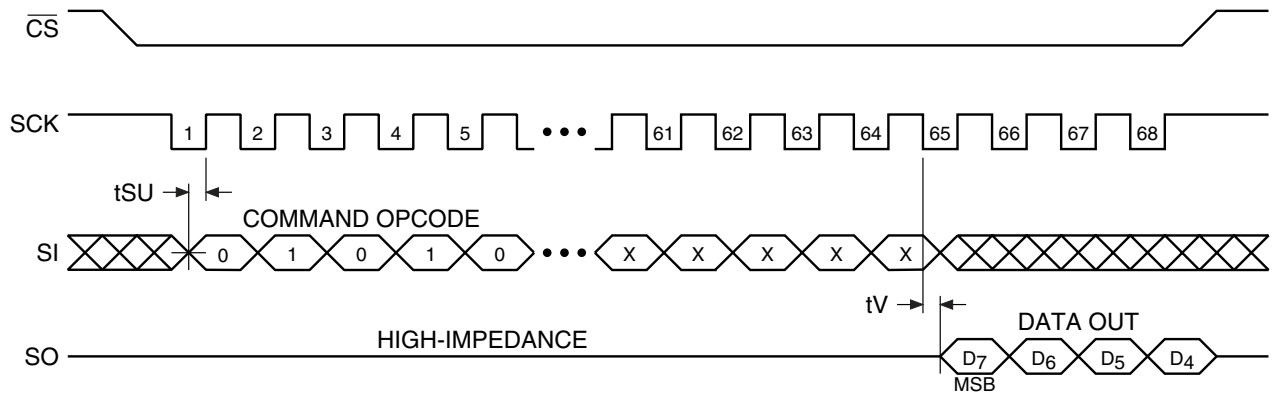 CS
SCK 1 2 3 4 5 ••• 61 62 63 64 65 66 67 68
tSU
COMMAND OPCODE
SI 0 1 0 1 0 ••• X X X X X
tV
HIGH-IMPEDANCE
DATA OUT
SO D7 D6 D5 D4
MSB